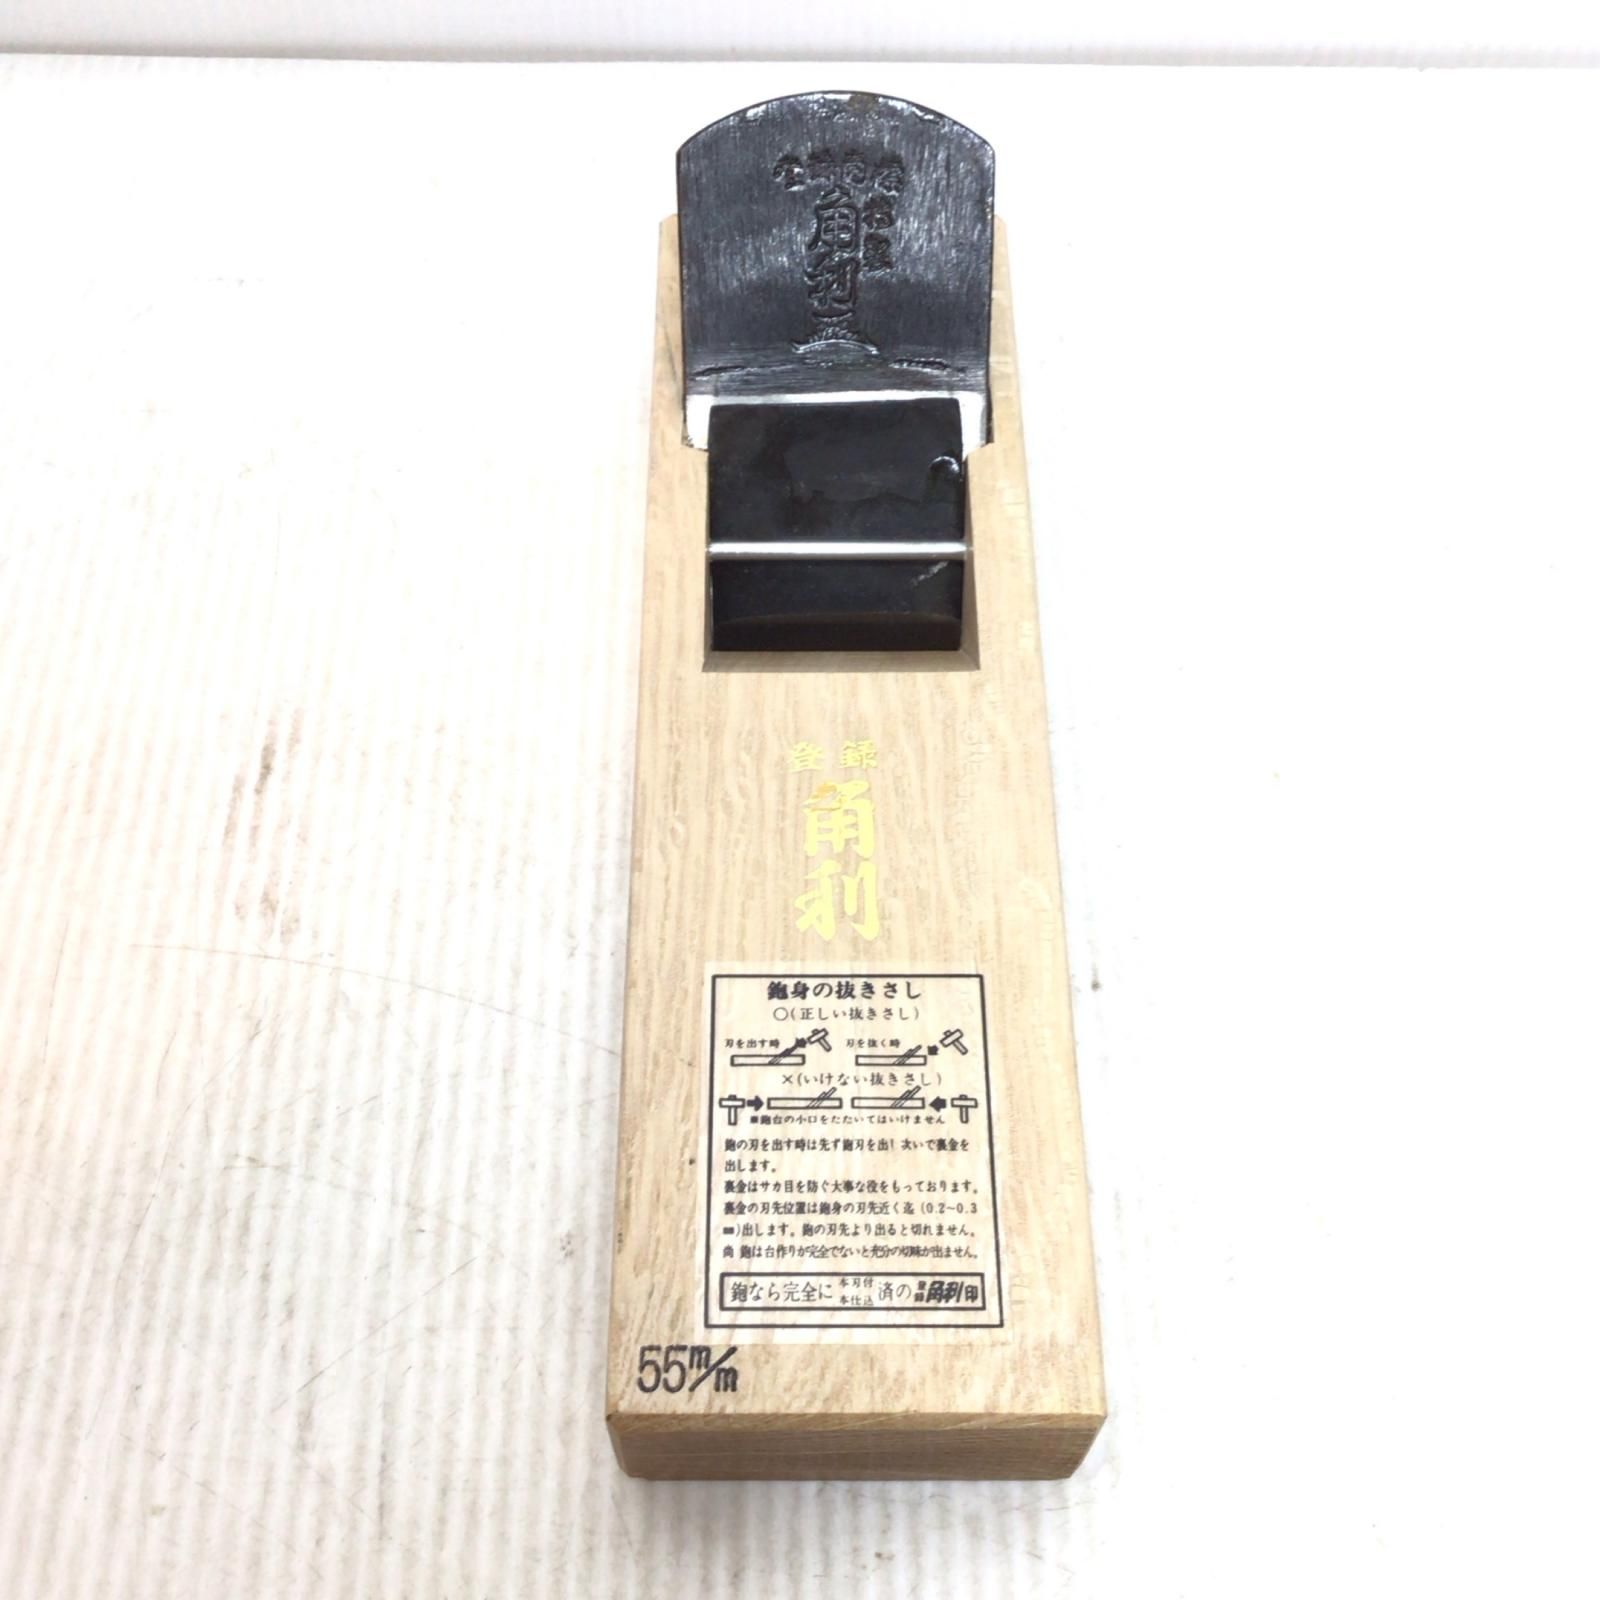 角利
登録
角利
鉋身の抜きさし
○(正しい抜きさし)
刃を出す時 刃を抜く時
×(いけない抜きさし)
■鉋台の小口をたたいてはいけません
鉋の刃を出す時は先ず鉋刃を出し次いで裏金を
出します。
裏金はサカ目を防ぐ大事な役をもっております。
裏金の刃先位置は鉋身の刃先近く迄(0.2〜0.3
㎜)出します。鉋の刃先より出ると切れません。
尚 鉋は台作りが完全でないと充分の切味が出ません。
鉋なら完全に本刃付本仕込済の登録角利印
55m/m